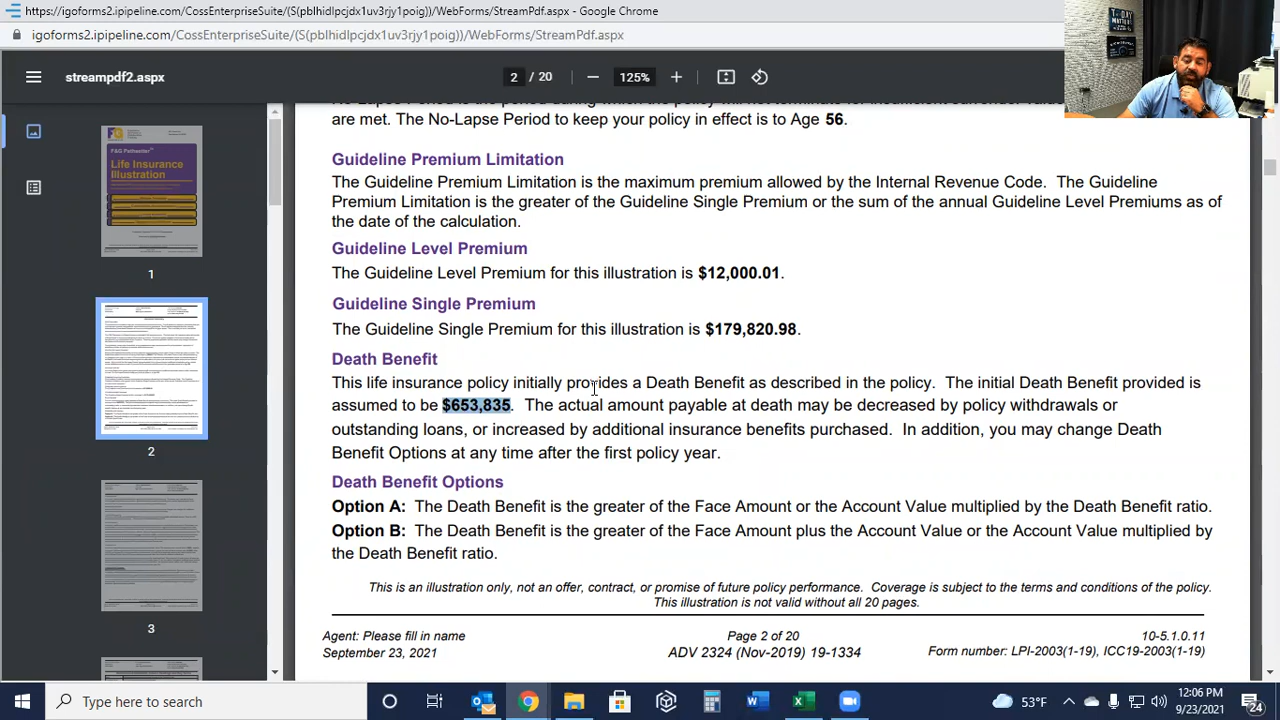 https://igoforms2.ipipeline.com/CossEnterpriseSuite/(S(pblhidlpcjdx1uv3rjy1poig))/WebForms/StreamPdf.aspx - Google Chrome
igoforms2.ipipeline.com/CossEnterpriseSuite/(S(pblhidlpcjdx1uv3rjy1poig))/WebForms/StreamPdf.aspx
streampdf2.aspx
2 / 20
125%
F&G Pathsetter
Life Insurance
Illustration
1
2
3
are met. The No-Lapse Period to keep your policy in effect is to Age 56.
Guideline Premium Limitation
The Guideline Premium Limitation is the maximum premium allowed by the Internal Revenue Code. The Guideline
Premium Limitation is the greater of the Guideline Single Premium or the sum of the annual Guideline Level Premiums as of
the date of the calculation.
Guideline Level Premium
The Guideline Level Premium for this illustration is $12,000.01.
Guideline Single Premium
The Guideline Single Premium for this illustration is $179,820.98.
Death Benefit
This life insurance policy initially provides a Death Benefit as described in the policy. The initial Death Benefit provided is
assumed to be The actual amount payable at death may be decreased by policy withdrawals or
outstanding loans, or increased by additional insurance benefits purchased. In addition, you may change Death
Benefit Options at any time after the first policy year.
Death Benefit Options
Option A: The Death Benefit is the greater of the Face Amount or the Account Value multiplied by the Death Benefit ratio.
Option B: The Death Benefit is the greater of the Face Amount plus the Account Value or the Account Value multiplied by
the Death Benefit ratio.
This is an illustration only, not an offer, contract, or promise of future policy performance. Coverage is subject to the terms and conditions of the policy.
This illustration is not valid without all 20 pages.
Agent: Please fill in name
September 23, 2021
Page 2 of 20
ADV 2324 (Nov-2019) 19-1334
10-5.1.0.11
Form number: LPI-2003(1-19), ICC19-2003(1-19)
Type here to search
53°F
12:06 PM
9/23/2021
24